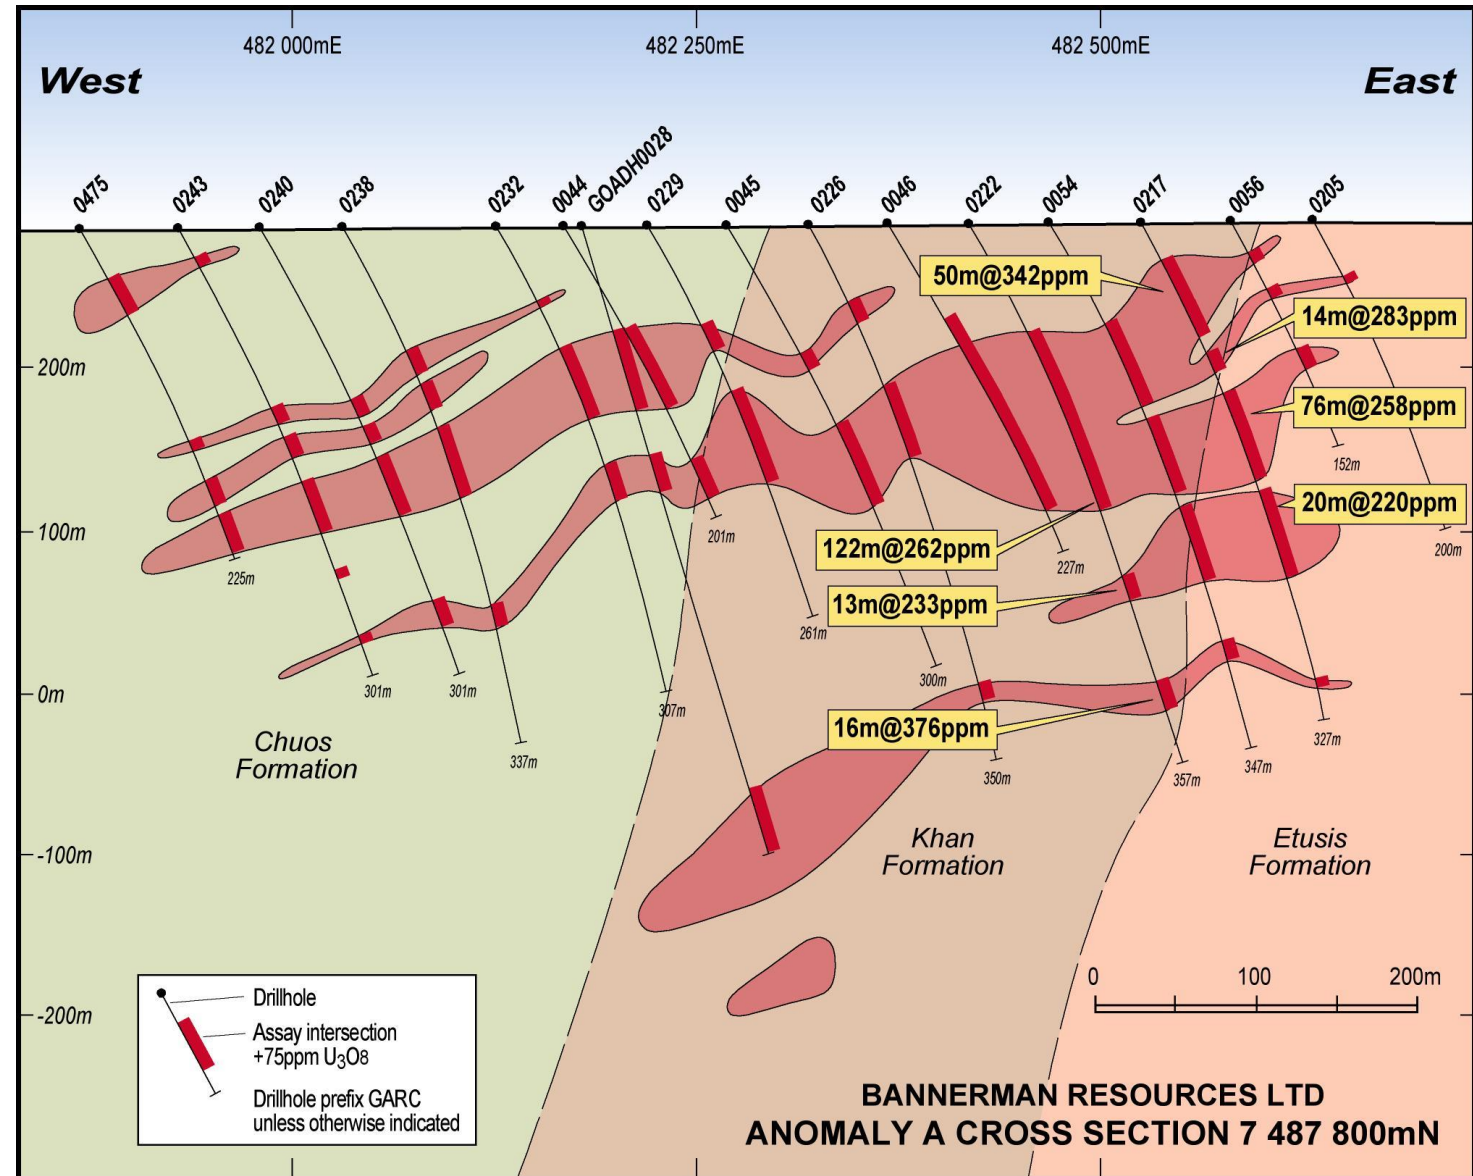 482 000mE
482 250mE
482 500mE
West
East
0475
0243
0240
0238
0232
0044
GOADH0028
0229
0045
0226
0046
0222
0054
0217
0056
0205
50m@342ppm
14m@283ppm
200m
76m@258ppm
152m
20m@220ppm
100m
201m
200m
122m@262ppm
225m
227m
13m@233ppm
261m
300m
301m
301m
0m
307m
16m@376ppm
327m
Chuos
Formation
337m
347m
350m
357m
Khan
Formation
Etusis
Formation
-100m
0
100
200m
-200m
Drillhole
Assay intersection
+75ppm U3O8
Drillhole prefix GARC
unless otherwise indicated
BANNERMAN RESOURCES LTD
ANOMALY A CROSS SECTION 7 487 800mN